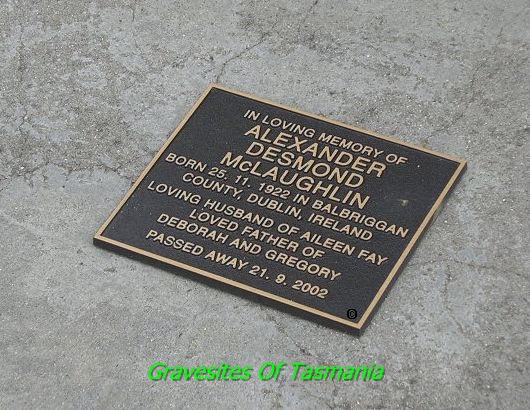 IN LOVING MEMORY OF
ALEXANDER
DESMOND
McLAUGHLIN
BORN 25. 11. 1922 IN BALBRIGGAN
COUNTY, DUBLIN, IRELAND
LOVING HUSBAND OF AILEEN FAY
LOVED FATHER OF
DEBORAH AND GREGORY
PASSED AWAY 21. 9. 2002
Gravesites Of Tasmania